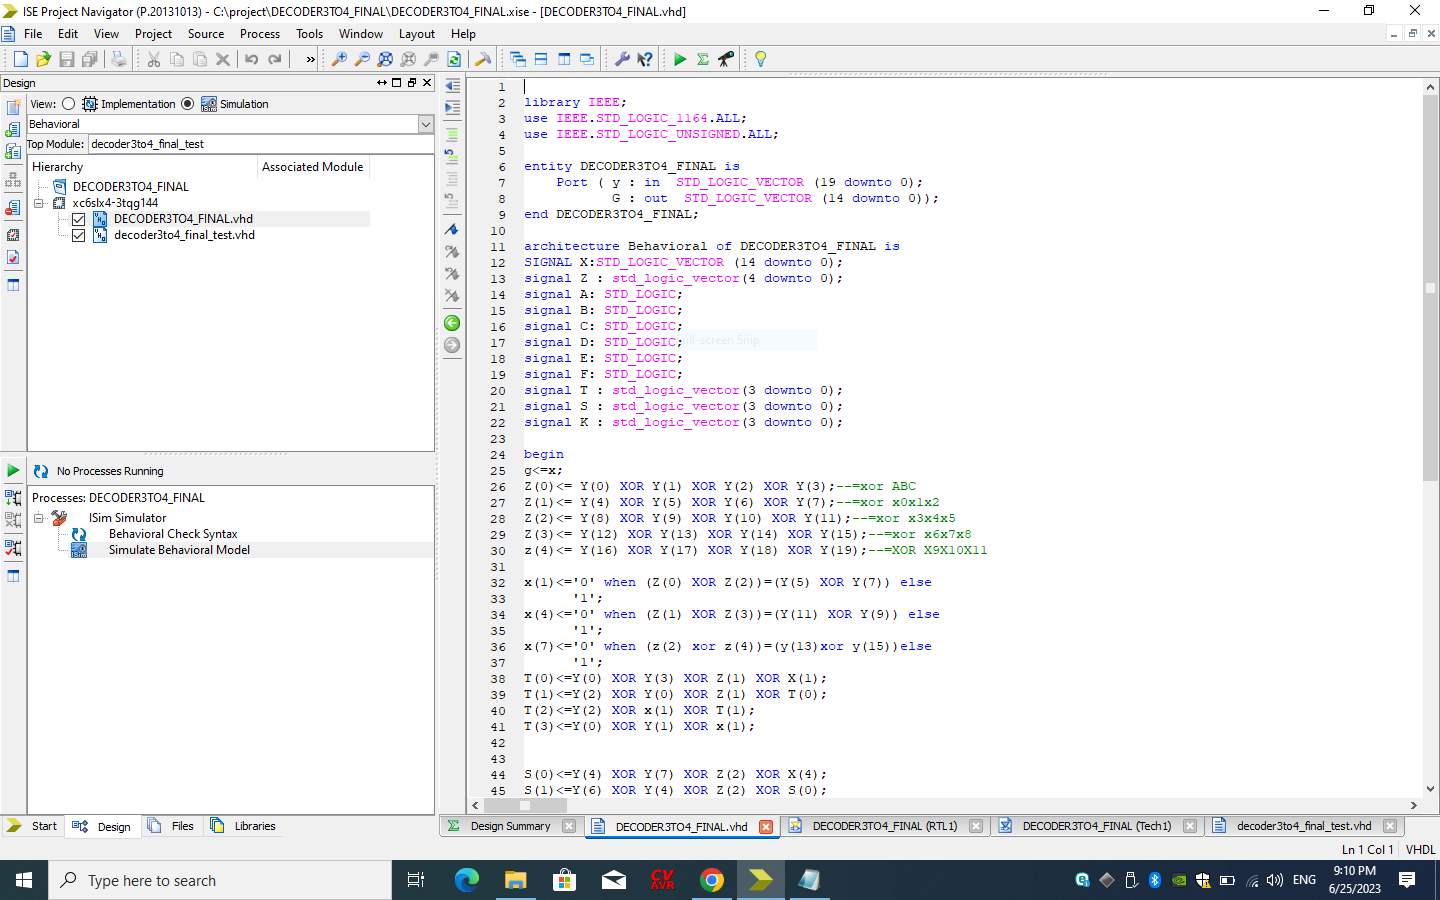 ISE Project Navigator (P.20131013) - C:\project\DECODER3TO4_FINAL\DECODER3TO4_FINAL.xise - [DECODER3TO4_FINAL.vhd]
File Edit View Project Source Process Tools Window Layout Help
»
Design
View: Implementation Simulation
Behavioral
Top Module: decoder3to4_final_test
Hierarchy Associated Module
DECODER3TO4_FINAL
xc6slx4-3tqg144
DECODER3TO4_FINAL.vhd
decoder3to4_final_test.vhd
No Processes Running
Processes: DECODER3TO4_FINAL
ISim Simulator
Behavioral Check Syntax
Simulate Behavioral Model
Start Design Files Libraries
1
2 library IEEE;
3 use IEEE.STD_LOGIC_1164.ALL;
4 use IEEE.STD_LOGIC_UNSIGNED.ALL;
5
6 entity DECODER3TO4_FINAL is
7 Port ( y : in STD_LOGIC_VECTOR (19 downto 0);
8 G : out STD_LOGIC_VECTOR (14 downto 0));
9 end DECODER3TO4_FINAL;
10
11 architecture Behavioral of DECODER3TO4_FINAL is
12 SIGNAL X:STD_LOGIC_VECTOR (14 downto 0);
13 signal Z : std_logic_vector(4 downto 0);
14 signal A: STD_LOGIC;
15 signal B: STD_LOGIC;
16 signal C: STD_LOGIC;
17 signal D: STD_LOGIC;
18 signal E: STD_LOGIC;
19 signal F: STD_LOGIC;
20 signal T : std_logic_vector(3 downto 0);
21 signal S : std_logic_vector(3 downto 0);
22 signal K : std_logic_vector(3 downto 0);
23
24 begin
25 g<=x;
26 Z(0)<= Y(0) XOR Y(1) XOR Y(2) XOR Y(3);--=xor ABC
27 Z(1)<= Y(4) XOR Y(5) XOR Y(6) XOR Y(7);--=xor x0x1x2
28 Z(2)<= Y(8) XOR Y(9) XOR Y(10) XOR Y(11);--=xor x3x4x5
29 Z(3)<= Y(12) XOR Y(13) XOR Y(14) XOR Y(15);--=xor x6x7x8
30 z(4)<= Y(16) XOR Y(17) XOR Y(18) XOR Y(19);--=XOR X9X10X11
31
32 x(1)<='0' when (Z(0) XOR Z(2))=(Y(5) XOR Y(7)) else
33 '1';
34 x(4)<='0' when (Z(1) XOR Z(3))=(Y(11) XOR Y(9)) else
35 '1';
36 x(7)<='0' when (z(2) xor z(4))=(y(13)xor y(15))else
37 '1';
38 T(0)<=Y(0) XOR Y(3) XOR Z(1) XOR X(1);
39 T(1)<=Y(2) XOR Y(0) XOR Z(1) XOR T(0);
40 T(2)<=Y(2) XOR x(1) XOR T(1);
41 T(3)<=Y(0) XOR Y(1) XOR x(1);
42
43
44 S(0)<=Y(4) XOR Y(7) XOR Z(2) XOR X(4);
45 S(1)<=Y(6) XOR Y(4) XOR Z(2) XOR S(0);
-screen Snip
Design Summary DECODER3TO4_FINAL.vhd DECODER3TO4_FINAL (RTL1) DECODER3TO4_FINAL (Tech1) decoder3to4_final_test.vhd
Ln 1 Col 1 VHDL
Type here to search
CV
AVR
ENG
9:10 PM
6/25/2023